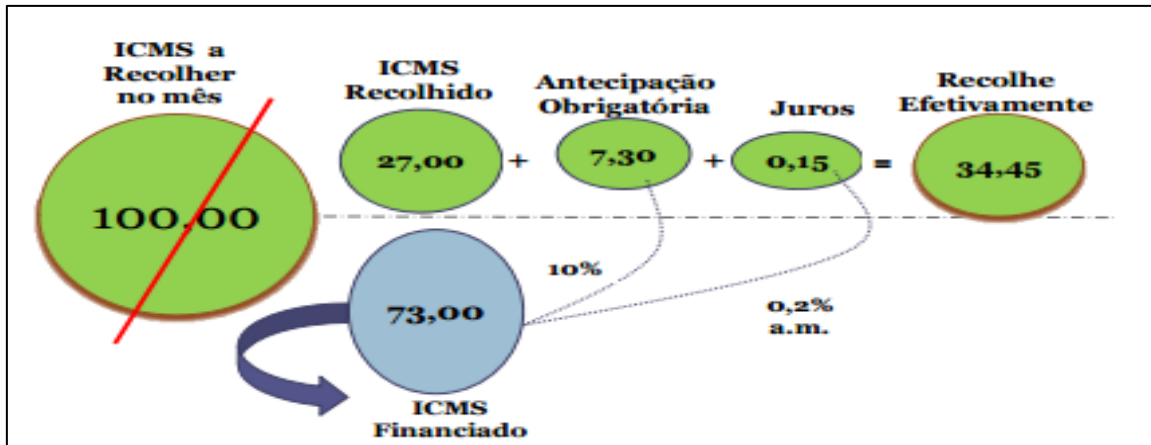 ICMS a
Recolher
no mês
100,00
ICMS
Recolhido
27,00
+
Antecipação
Obrigatória
7,30
+
Juros
0,15
=
Recolhe
Efetivamente
34,45
10%
0,2%
a.m.
73,00
ICMS
Financiado